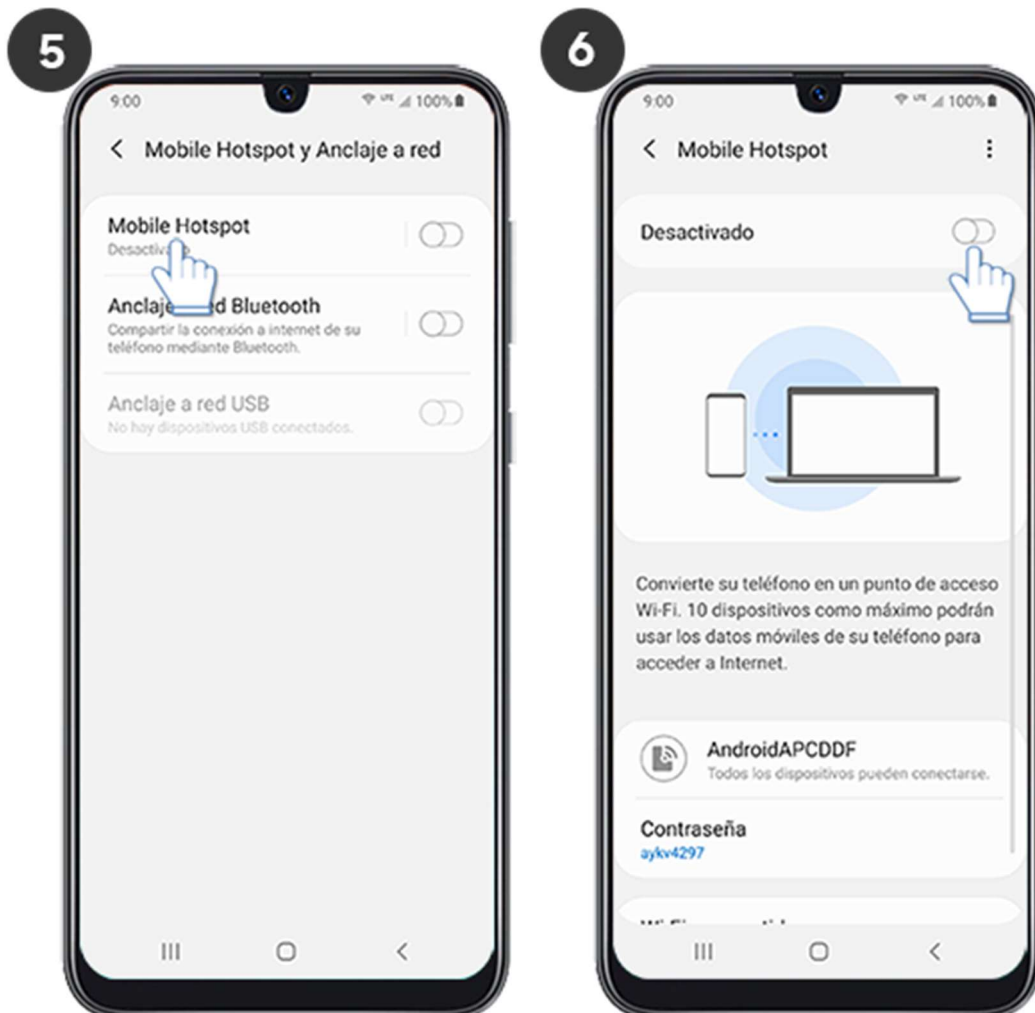 5
9:00
LTE 100%
Mobile Hotspot y Anclaje a red
Mobile Hotspot
Anclaje red Bluetooth
Compartir la conexión a internet de su
teléfono mediante Bluetooth.
Anclaje a red USB
No hay dispositivos USB conectados.
6
9:00
LTE 100%
Mobile Hotspot
Desactivado
Convierte su teléfono en un punto de acceso
Wi-Fi. 10 dispositivos como máximo podrán
usar los datos móviles de su teléfono para
acceder a Internet.
AndroidAPCDDF
Todos los dispositivos pueden conectarse.
Contraseña
aykv4297